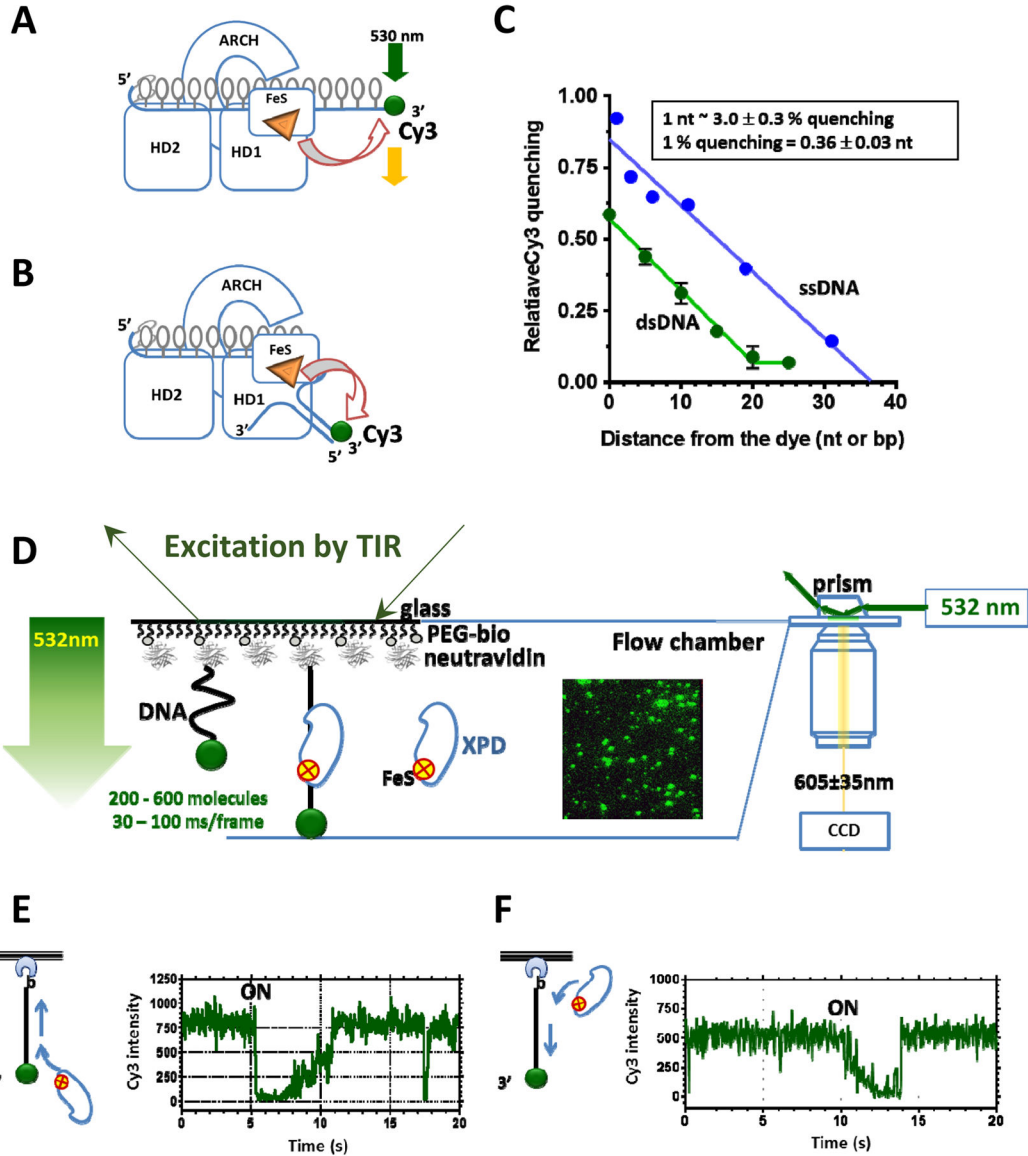 A
ARCH
530 nm
5’
FeS
3’
Cy3
HD2
HD1
B
ARCH
5’
FeS
HD2
HD1
3’
Cy3
3’
5’
C
1.00
0.75
0.50
0.25
0.00
RelatiaveCy3 quenching
1 nt ~ 3.0 ± 0.3 % quenching
1 % quenching = 0.36 ± 0.03 nt
ssDNA
dsDNA
0
10
20
30
40
Distance from the dye (nt or bp)
D
Excitation by TIR
532nm
glass
PEG-bio
neutravidin
DNA
XPD
FeS
200 - 600 molecules
30 – 100 ms/frame
Flow chamber
prism
532 nm
605±35nm
CCD
E
b
1250
1000
750
500
250
0
Cy3 intensity
ON
0
5
10
15
20
Time (s)
F
b
3’
1000
750
500
250
0
Cy3 intensity
ON
0
5
10
15
20
Time (s)